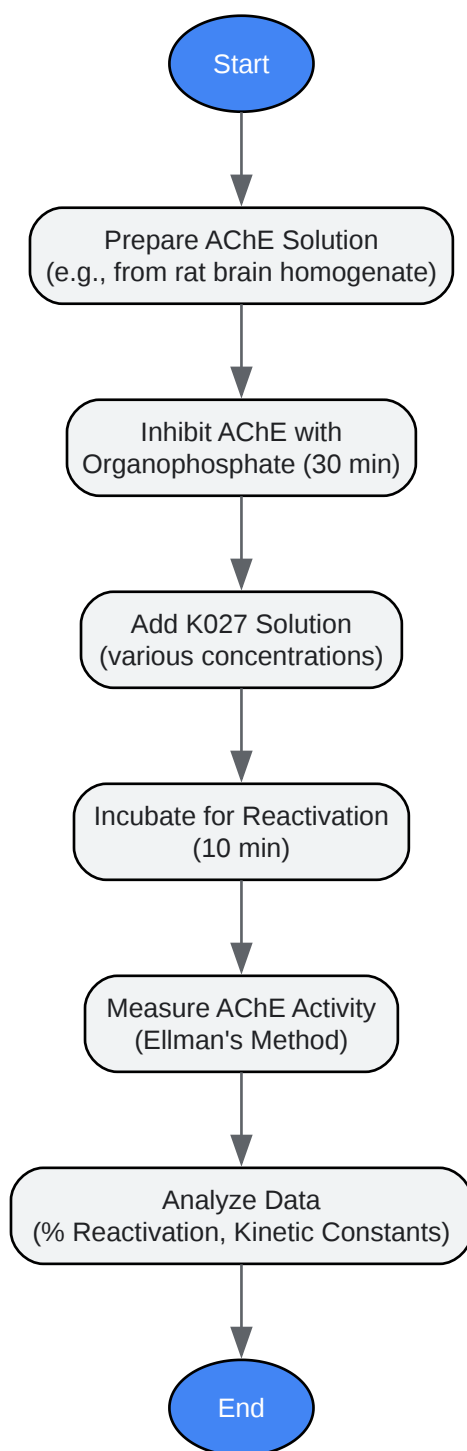 Start
Prepare AChE Solution
(e.g., from rat brain homogenate)
Inhibit AChE with
Organophosphate (30 min)
Add K027 Solution
(various concentrations)
Incubate for Reactivation
(10 min)
Measure AChE Activity
(Ellman's Method)
Analyze Data
(% Reactivation, Kinetic Constants)
End